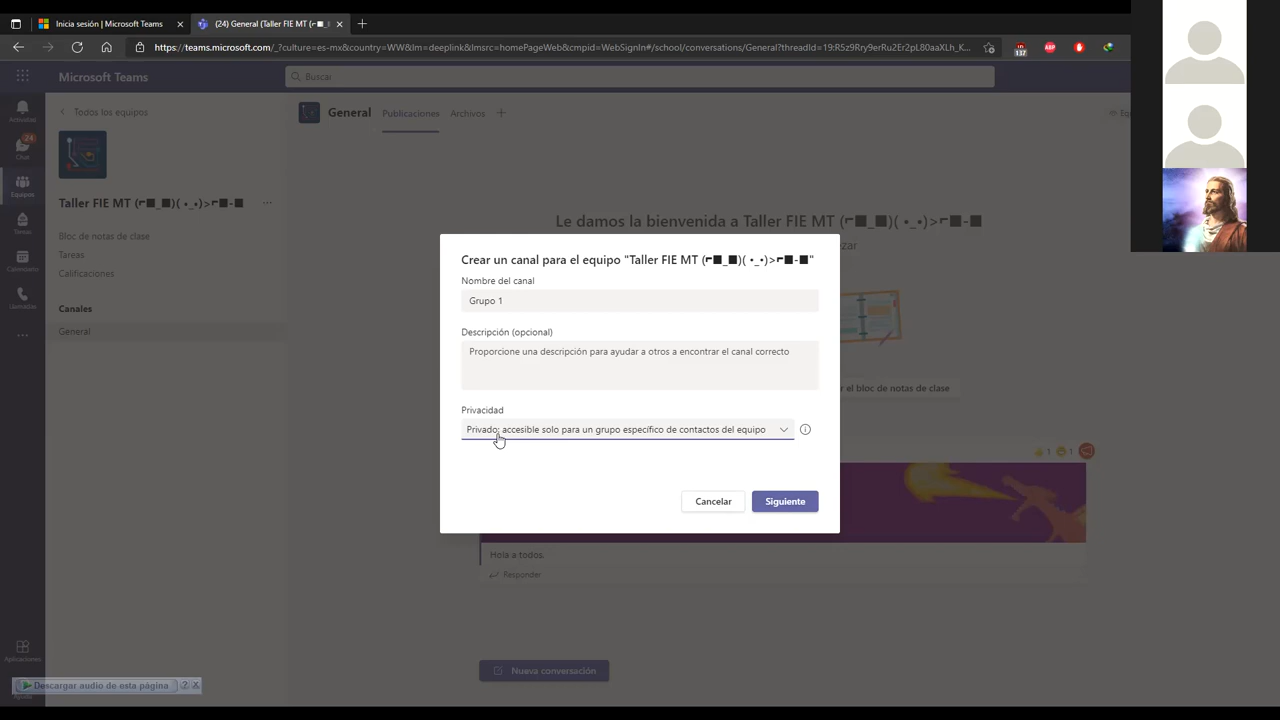 Inicia sesión | Microsoft Teams
(24) General (Taller FIE MT (⌐■_■
https://teams.microsoft.com/_?culture=es-mx&country=WW&lm=deeplink&lmsrc=homePageWeb&cmpid=WebSignIn#/school/conversations/General?threadId=19:R5z9Rry9erRu2Er2pL80aaXLh_K...
137
ABP
Microsoft Teams
Buscar
Actividad
Todos los equipos
General
Publicaciones
Archivos
24
Chat
Equipos
Taller FIE MT (⌐■_■)( •_•)>⌐■-■
...
Le damos la bienvenida a Taller FIE MT (⌐■_■)( •_•)>⌐■-■
Tareas
Bloc de notas de clase
Tareas
Calendario
Calificaciones
Llamadas
Canales
General
Crear un canal para el equipo "Taller FIE MT (⌐■_■)( •_•)>⌐■-■"
Nombre del canal
Grupo 1
Descripción (opcional)
Proporcione una descripción para ayudar a otros a encontrar el canal correcto
el bloc de notas de clase
Privacidad
Privado: accesible solo para un grupo específico de contactos del equipo
1 1
Cancelar
Siguiente
Hola a todos.
Responder
Aplicaciones
Nueva conversación
Descargar audio de esta página
?